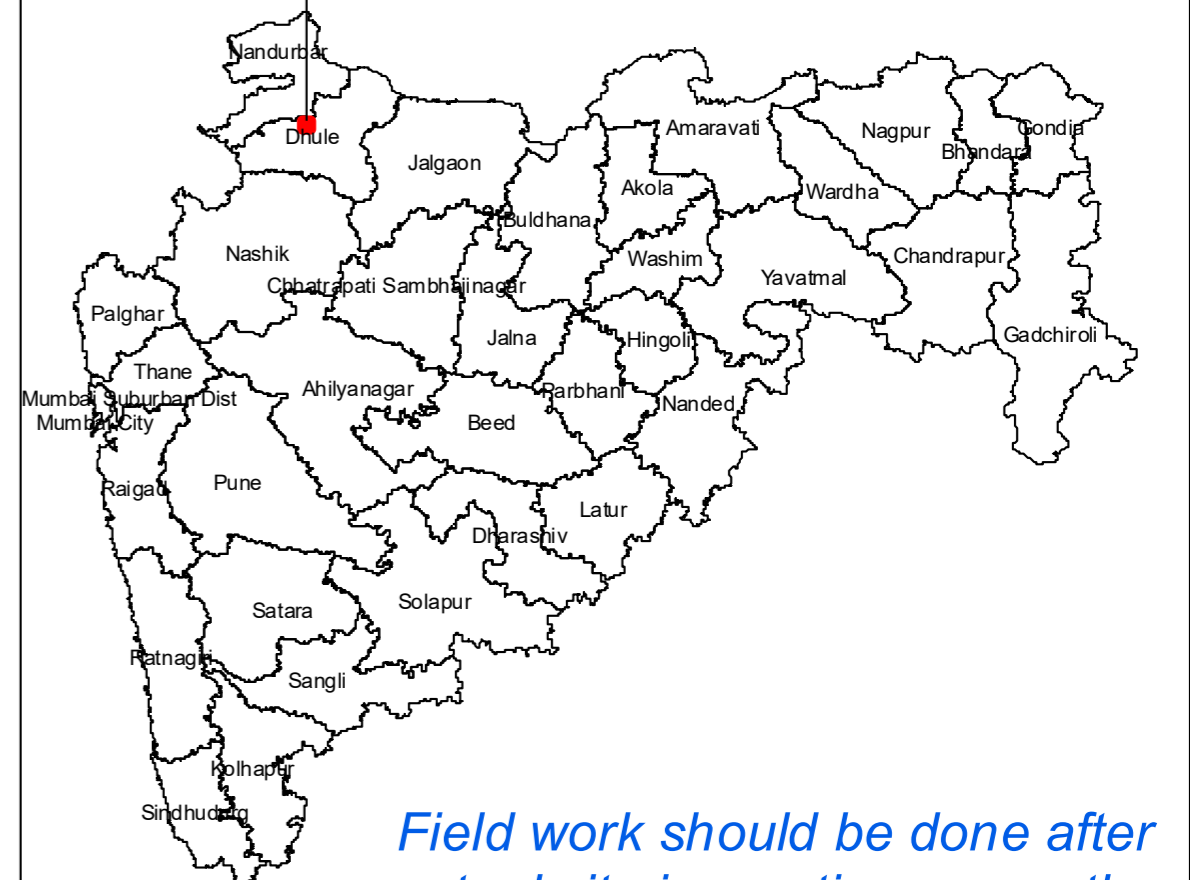 Nandurbar
Dhule
Jalgaon
Amaravati
Nagpur
Gondia
Bhandara
Akola
Wardha
Buldhana
Nashik
Washim
Chandrapur
Yavatmal
Chhatrapati Sambhajinagar
Palghar
Jalna
Hingoli
Gadchiroli
Thane
Ahilyanagar
Parbhani
Mumbai Suburban Dist
Nanded
Mumbai City
Beed
Raigad
Pune
Latur
Dharashiv
Satara
Solapur
Ratnagiri
Sangli
Kolhapur
Sindhudurg
Field work should be done after